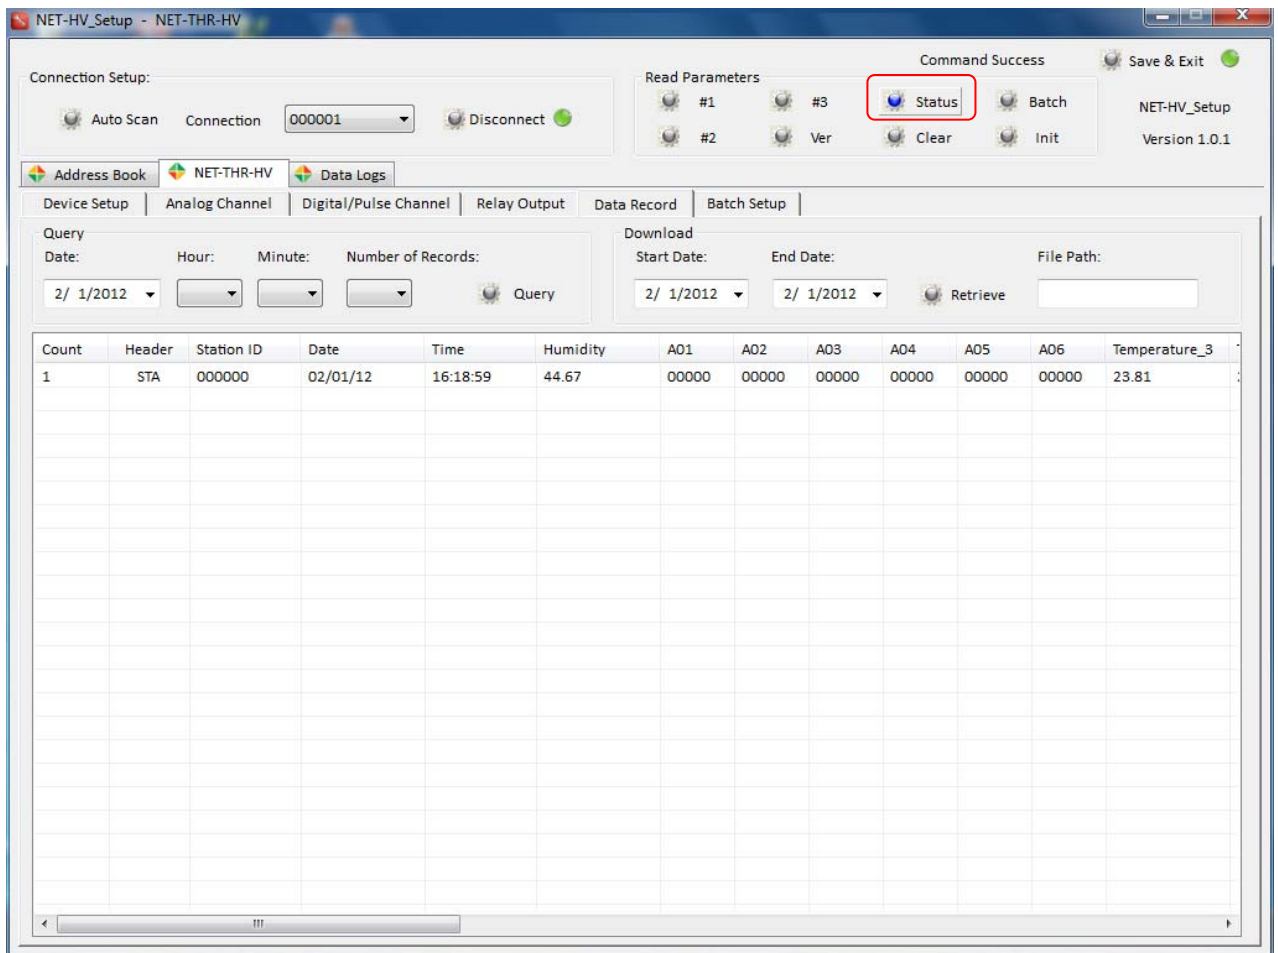 NET-HV_Setup - NET-THR-HV
Command Success Save & Exit
Connection Setup: Read Parameters
#1 #3 Status Batch NET-HV_Setup
Auto Scan Connection 000001 Disconnect
#2 Ver Clear Init Version 1.0.1
Address Book NET-THR-HV Data Logs
Device Setup Analog Channel Digital/Pulse Channel Relay Output Data Record Batch Setup
Query Download
Date: Hour: Minute: Number of Records: Start Date: End Date: File Path:
2/ 1/2012 Query 2/ 1/2012 2/ 1/2012 Retrieve
Count Header Station ID Date Time Humidity A01 A02 A03 A04 A05 A06 Temperature_3
1 STA 000000 02/01/12 16:18:59 44.67 00000 00000 00000 00000 00000 00000 23.81